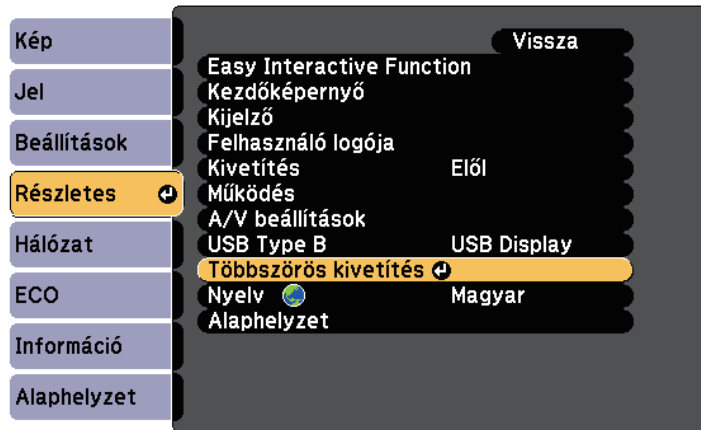 Kép
Jel
Beállítások
Részletes
Hálózat
ECO
Információ
Alaphelyzet
Vissza
Easy Interactive Function
Kezdőképernyő
Kijelző
Felhasználó logója
Kivetítés Elől
Működés
A/V beállítások
USB Type B USB Display
Többszörös kivetítés
Nyelv Magyar
Alaphelyzet